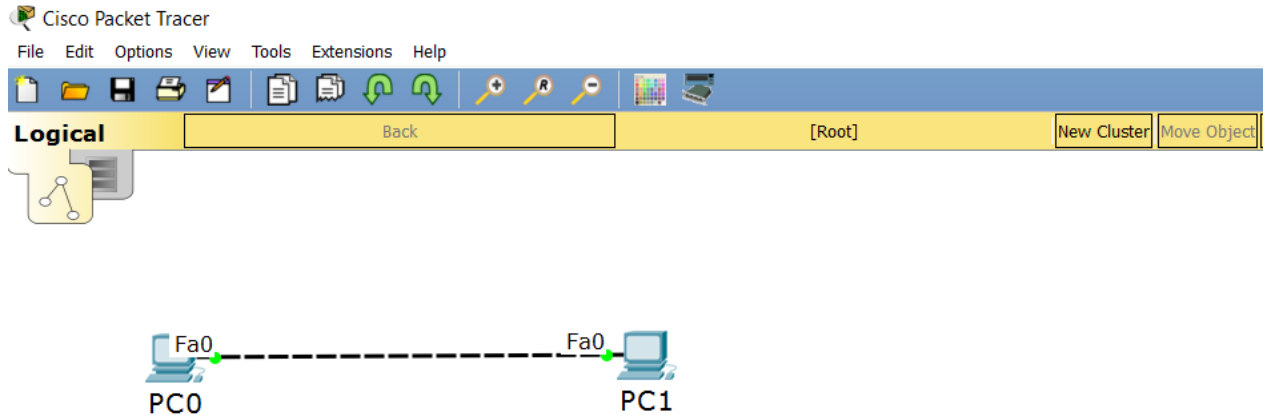 Cisco Packet Tracer
File Edit Options View Tools Extensions Help
R
Logical Back [Root] New Cluster Move Object
Fa0 Fa0
PC0 PC1